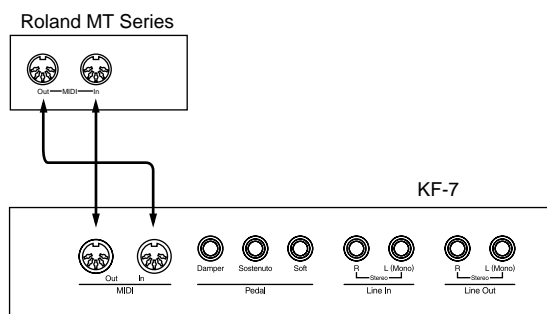 Roland MT Series
Out MIDI In
KF-7
Out In
MIDI
Damper Sostenuto Soft
Pedal
R L (Mono)
Stereo
Line In
R L (Mono)
Stereo
Line Out